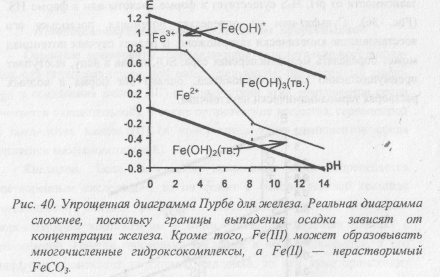 E
1.2
1
0.8
0.6
0.4
0.2
0
-0.2
-0.4
-0.6
-0.8
Fe³⁺
Fe(OH)⁺
Fe(OH)₃(тв.)
Fe²⁺
Fe(OH)₂(тв.)
pH
0 2 4 6 8 10 12 14
Рис. 40. Упрощенная диаграмма Пурбе для железа. Реальная диаграмма
сложнее, поскольку границы выпадения осадка зависят от
концентрации железа. Кроме того, Fe(III) может образовывать
многочисленные гидроксокомплексы, а Fe(II) — нерастворимый
FeCO₃.